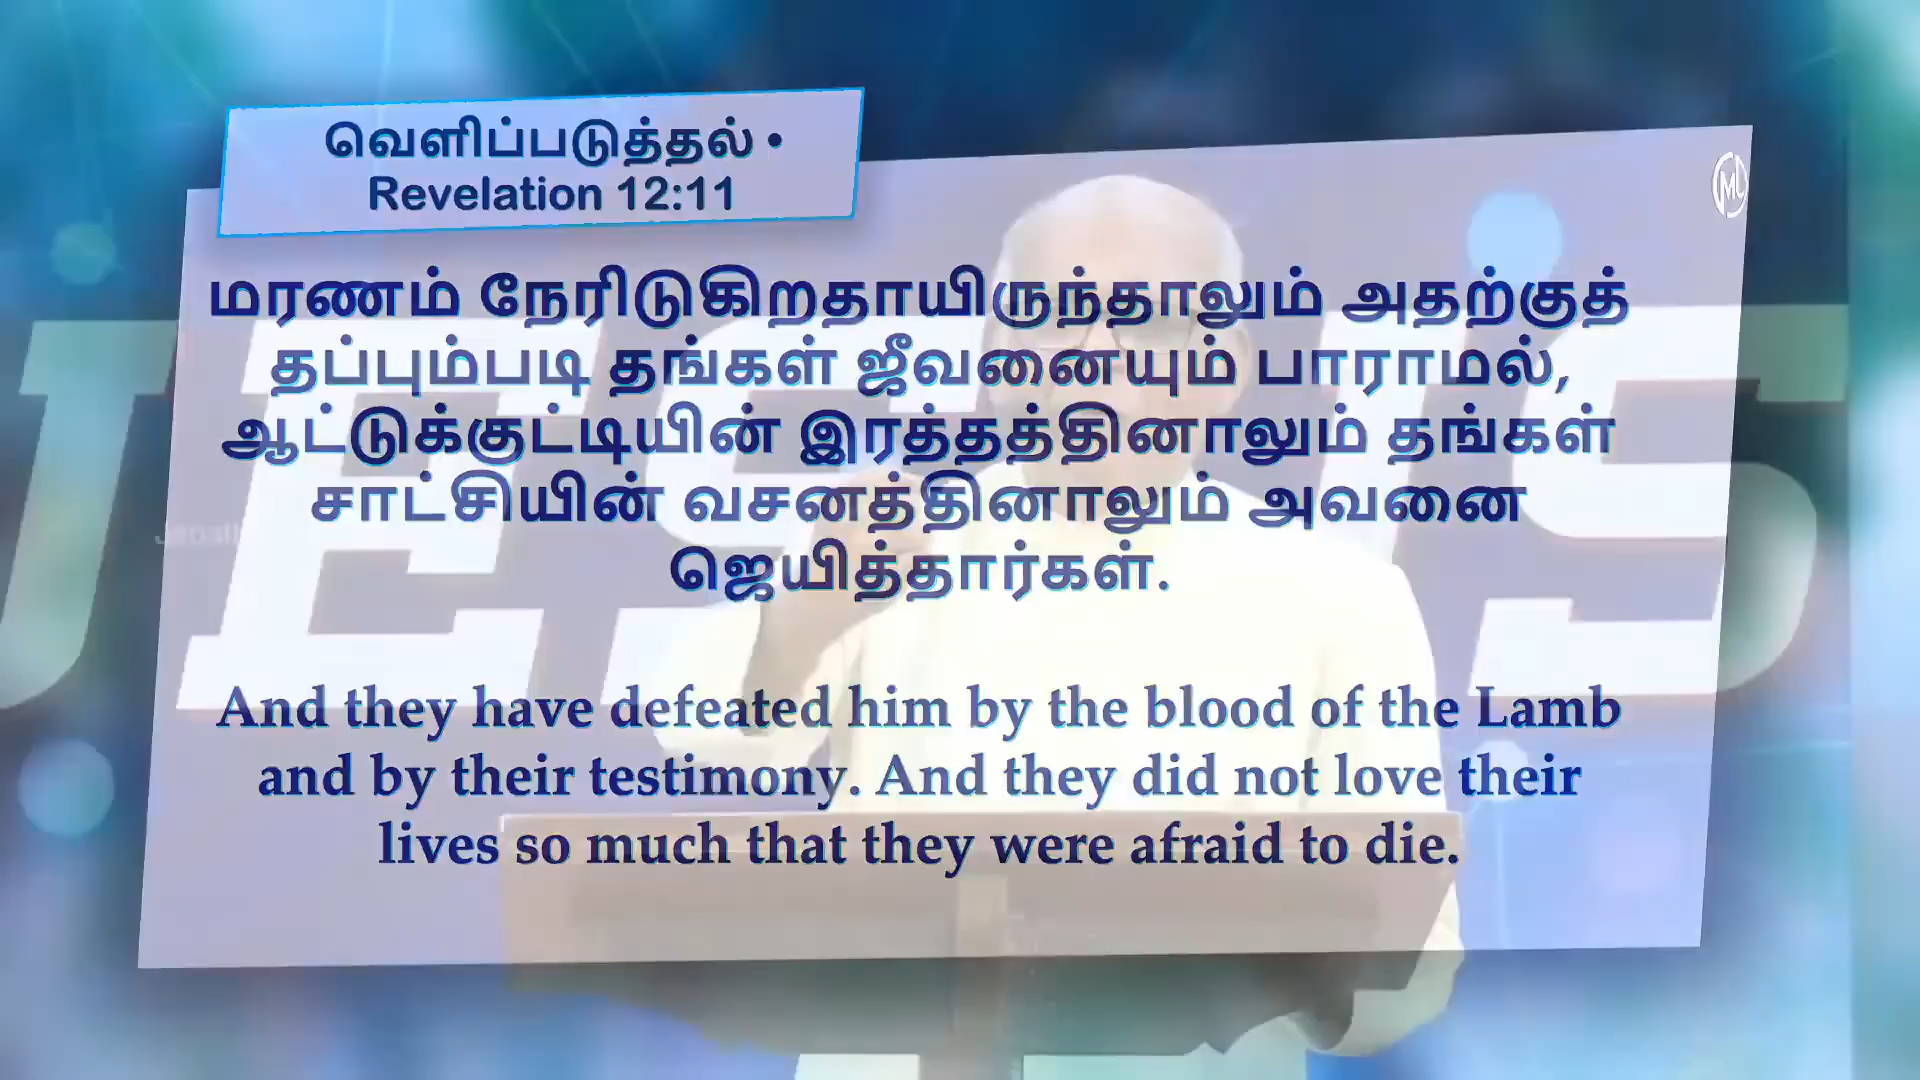 வெளிப்படுத்தல் •
Revelation 12:11
மரணம் நேரிடுகிறதாயிருந்தாலும் அதற்குத்
தப்பும்படி தங்கள் ஜீவனையும் பாராமல்,
ஆட்டுக்குட்டியின் இரத்தத்தினாலும் தங்கள்
சாட்சியின் வசனத்தினாலும் அவனை
ஜெயித்தார்கள்.
And they have defeated him by the blood of the Lamb
and by their testimony. And they did not love their
lives so much that they were afraid to die.
JESUS